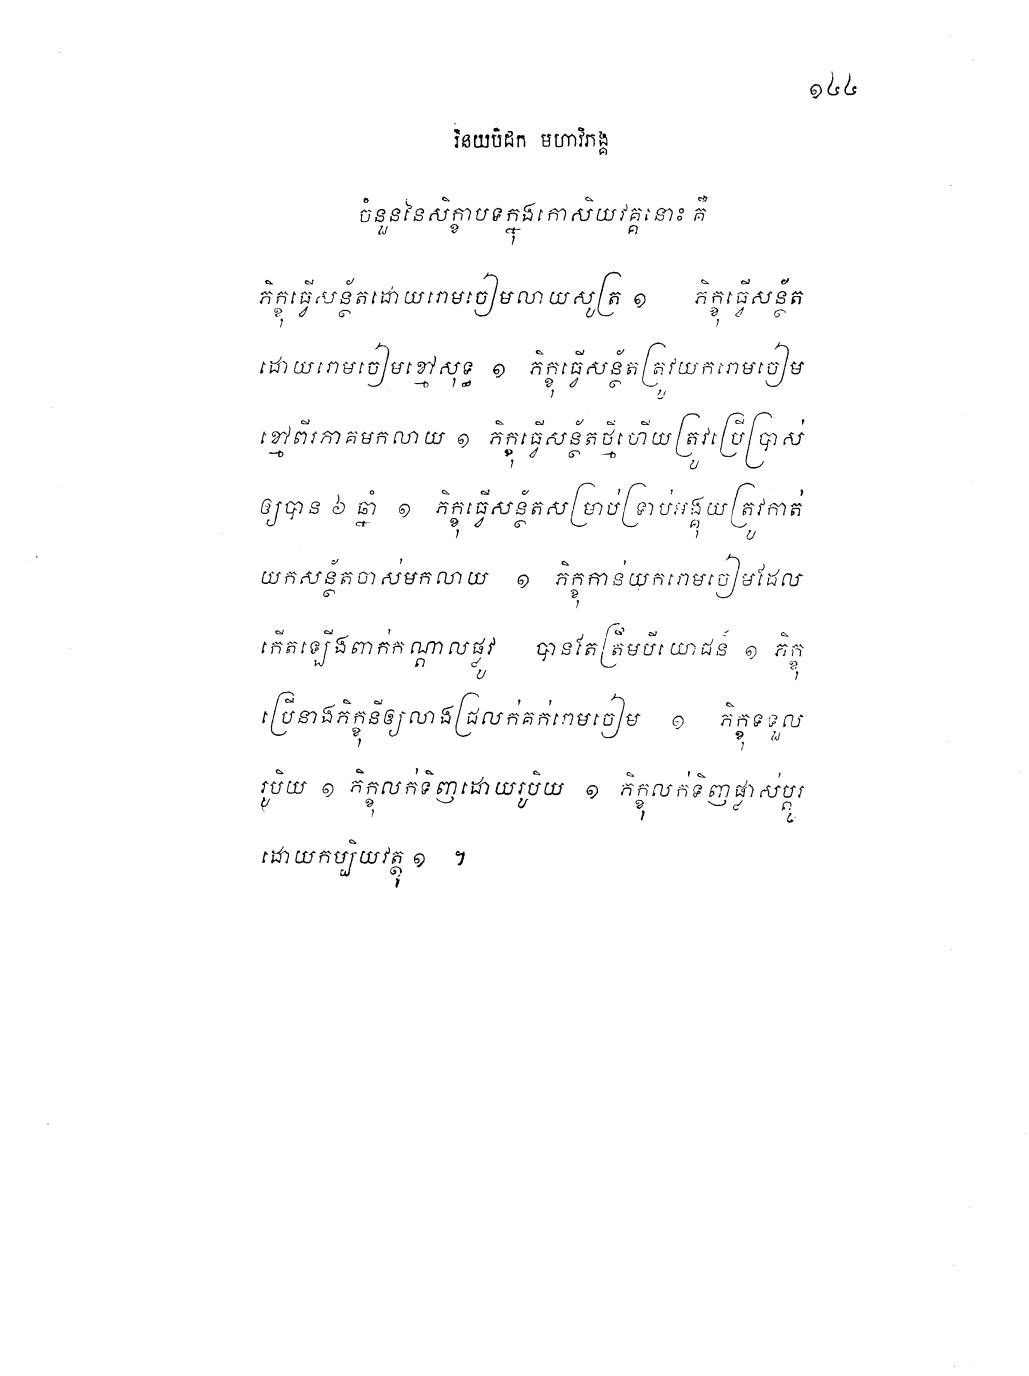 ១៤៤
វិនយបិដក មហាវិភង្គ
ចំនួននៃសិក្ខាបទក្នុងកោសិយវគ្គនោះ គឺ
ភិក្ខុធ្វើសន្ថ័តដោយរោមចៀមលាយសូត្រ ១ ភិក្ខុធ្វើសន្ថ័ត
ដោយរោមចៀមខ្មៅសុទ្ធ ១ ភិក្ខុធ្វើសន្ថ័តត្រូវយករោមចៀម
ខ្មៅពីរភាគមកលាយ ១ ភិក្ខុធ្វើសន្ថ័តថ្មីហើយត្រូវប្រើប្រាស់
ឲ្យបាន ៦ ឆ្នាំ ១ ភិក្ខុធ្វើសន្ថ័តសម្រាប់ទ្រាប់អង្គុយត្រូវកាត់
យកសន្ថ័តចាស់មកលាយ ១ ភិក្ខុកាន់យករោមចៀមដែល
កើតឡើងពាក់កណ្តាលផ្លូវ បានតែត្រឹមបីយោជន៍ ១ ភិក្ខុ
ប្រើនាងភិក្ខុនីឲ្យលាងជ្រលក់គក់រោមចៀម ១ ភិក្ខុទទួល
រូបិយ ១ ភិក្ខុលក់ទិញដោយរូបិយ ១ ភិក្ខុលក់ទិញផ្លាស់ប្តូរ
ដោយកប្បិយវត្ថុ ១ ។